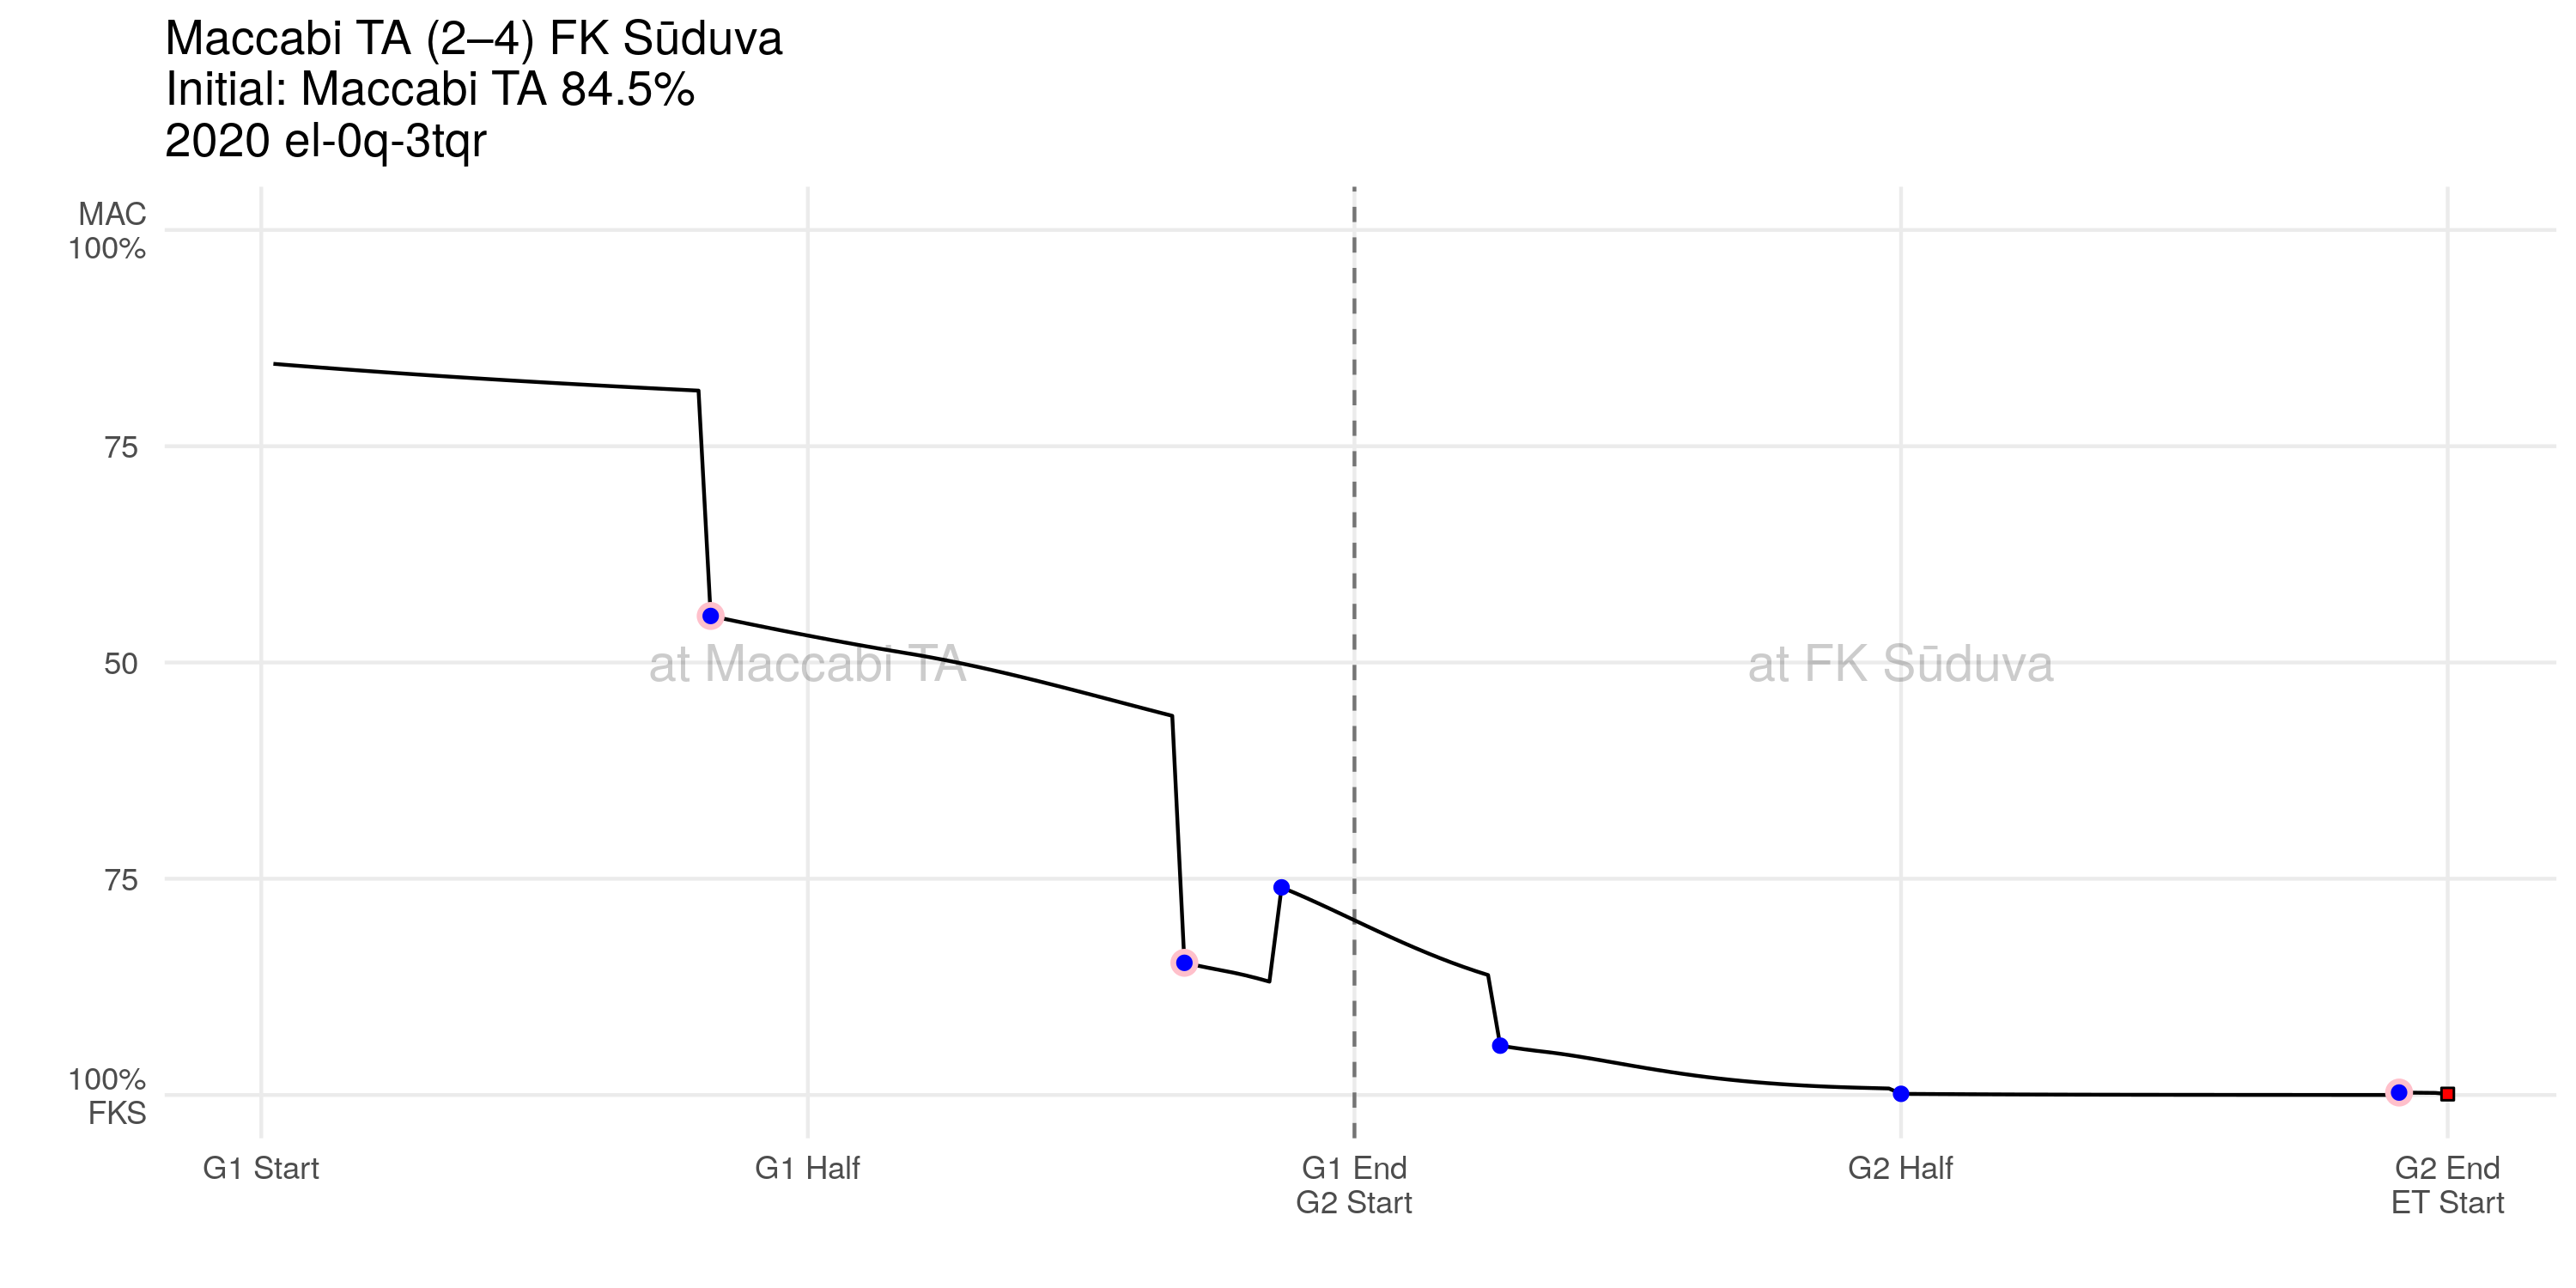 Maccabi TA (2–4) FK Sūduva
Initial: Maccabi TA 84.5%
2020 el-0q-3tqr
MAC
100%
75
50
75
100%
FKS
at Maccabi TA
at FK Sūduva
G1 Start
G1 Half
G1 End
G2 Start
G2 Half
G2 End
ET Start